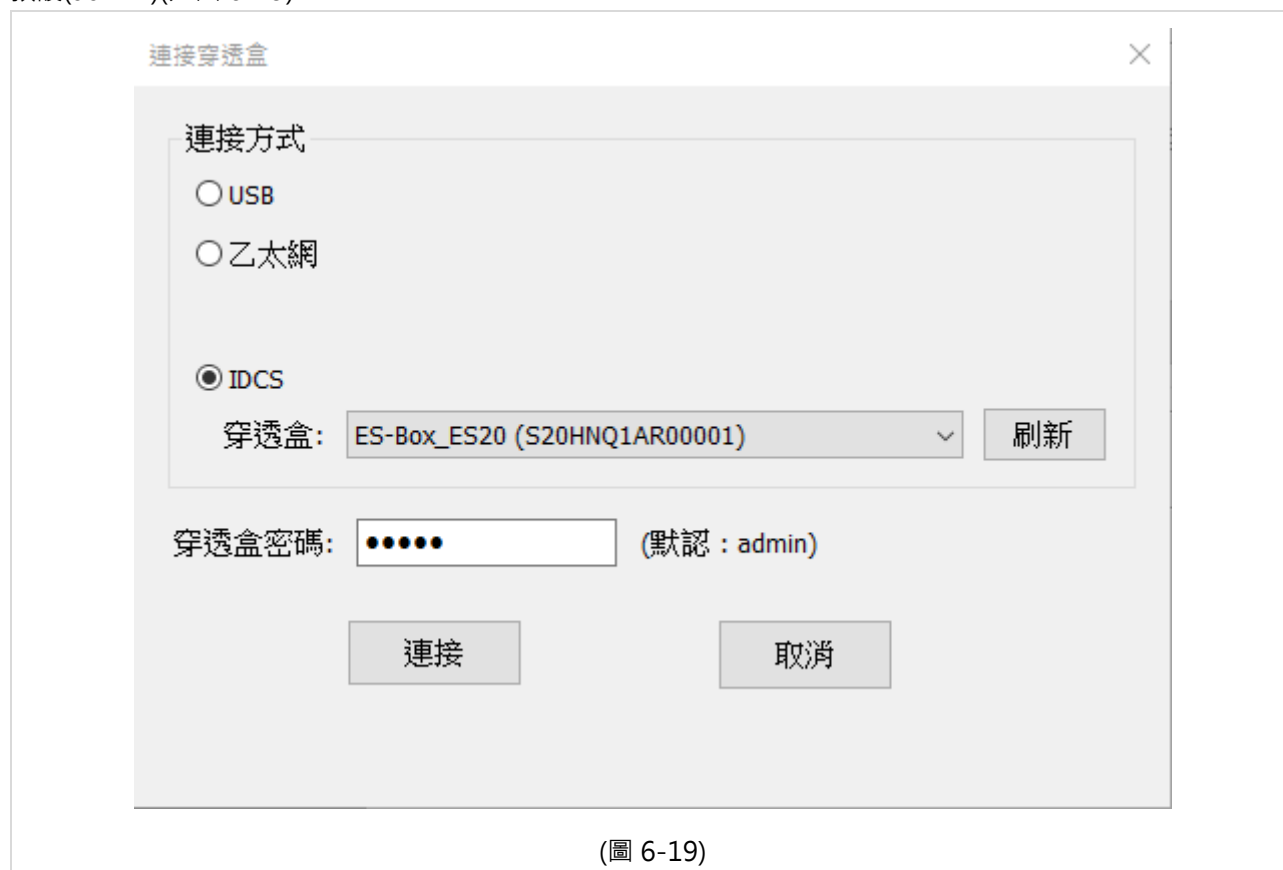 連接穿透盒
連接方式
USB
乙太網
IDCS
穿透盒: ES-Box_ES20 (S20HNQ1AR00001) 刷新
穿透盒密碼: ●●●●● (默認：admin)
連接 取消
(圖 6-19)